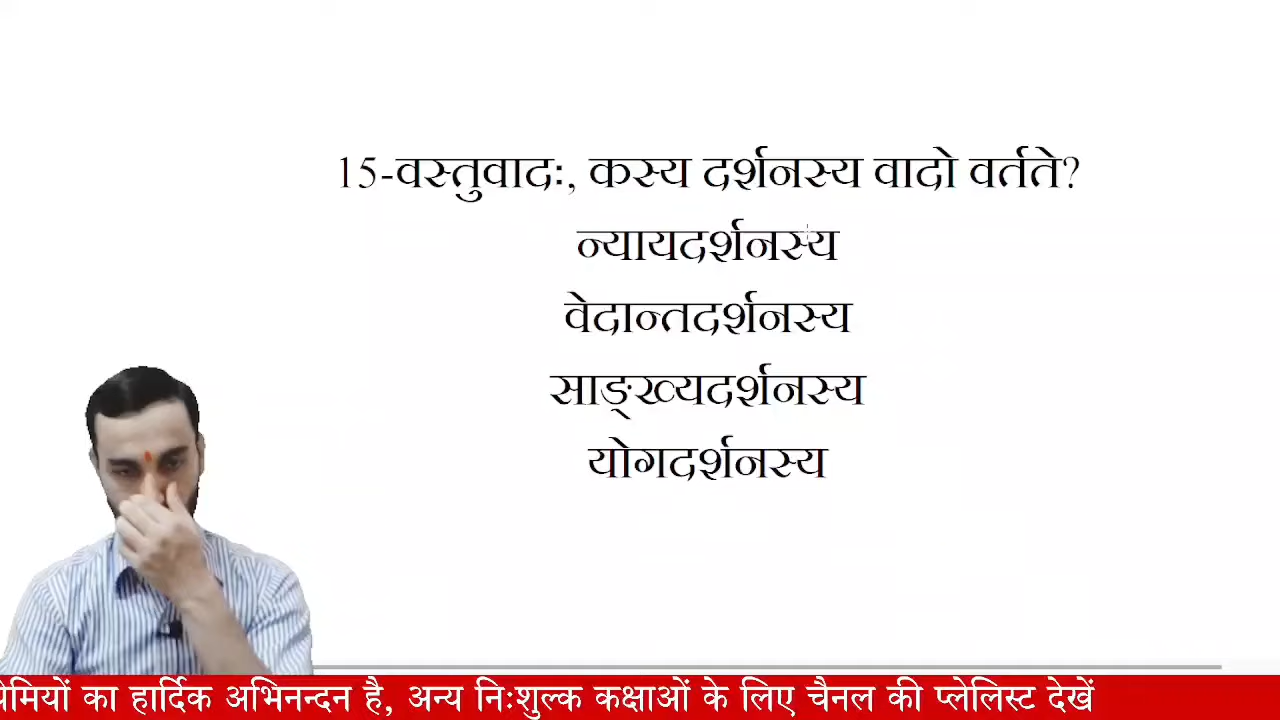 15-वस्तुवादः, कस्य दर्शनस्य वादो वर्तते?
न्यायदर्शनस्य
वेदान्तदर्शनस्य
साङ्ख्यदर्शनस्य
योगदर्शनस्य
का हार्दिक अभिनन्दन है, अन्य निःशुल्क कक्षाओं के लिए चैनल की प्लेलिस्ट देखें